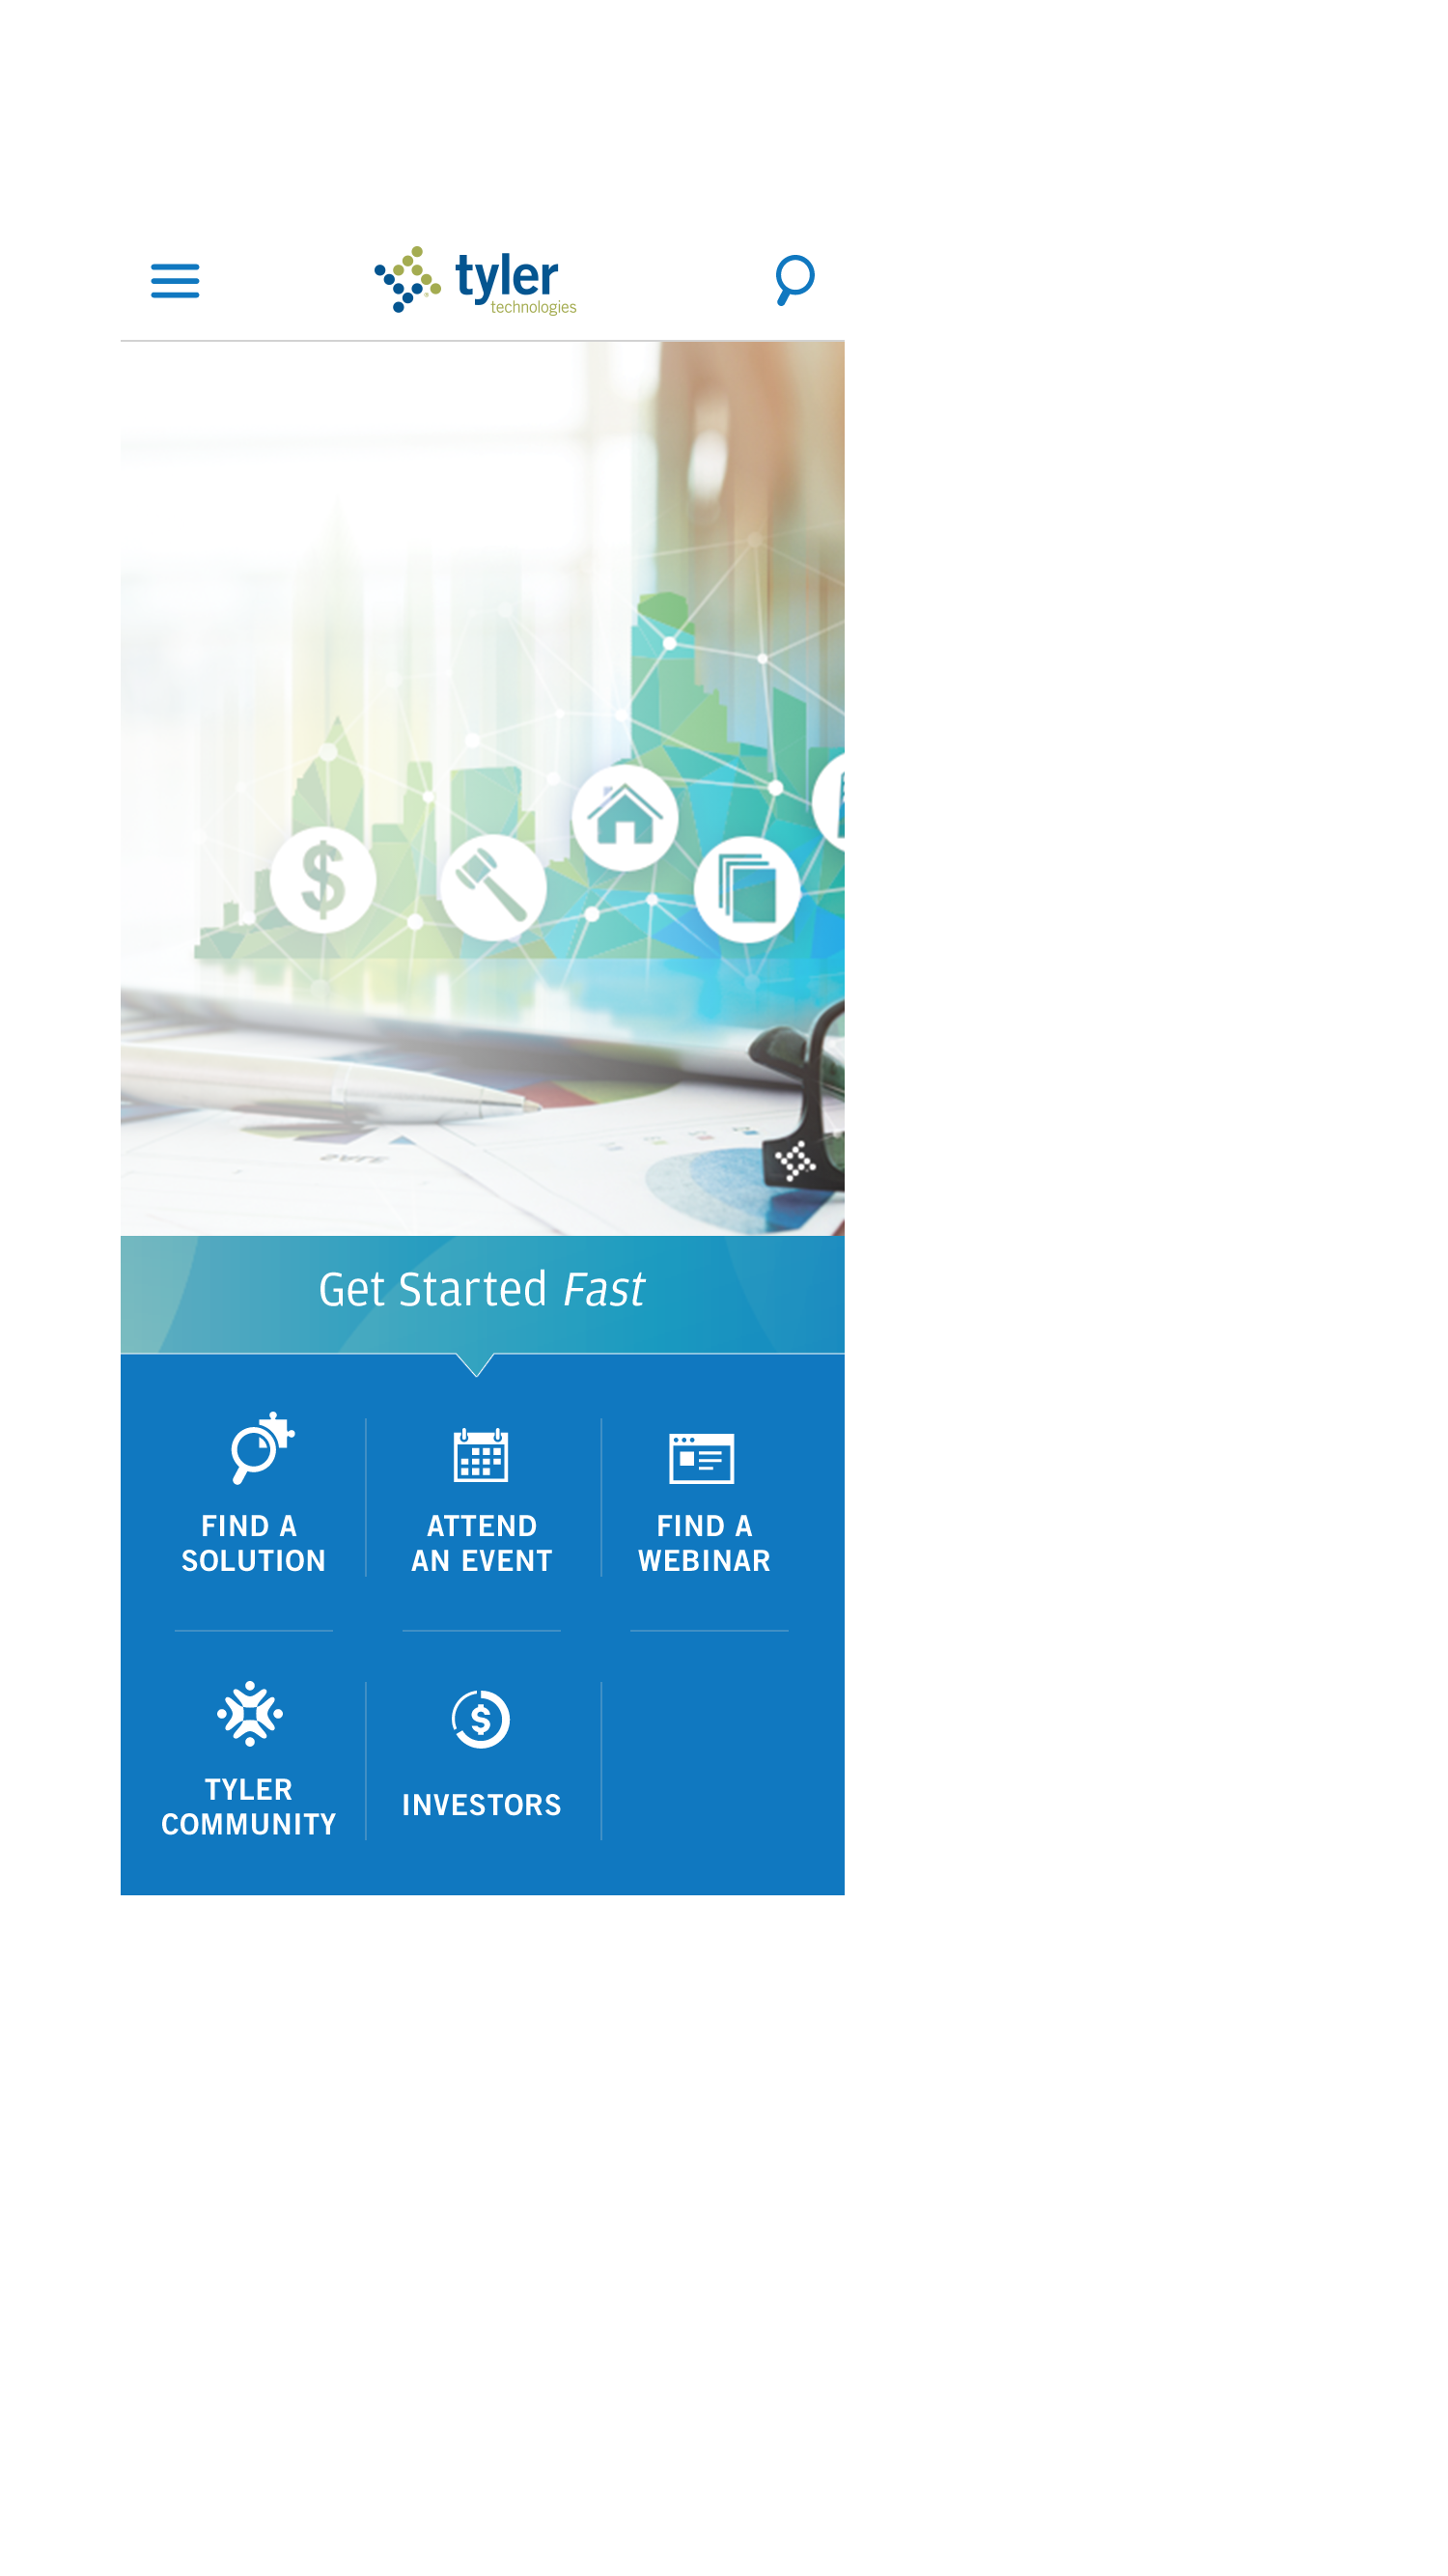 tyler
technologies
Get Started Fast
FIND A
SOLUTION
ATTEND
AN EVENT
FIND A
WEBINAR
TYLER
COMMUNITY
INVESTORS